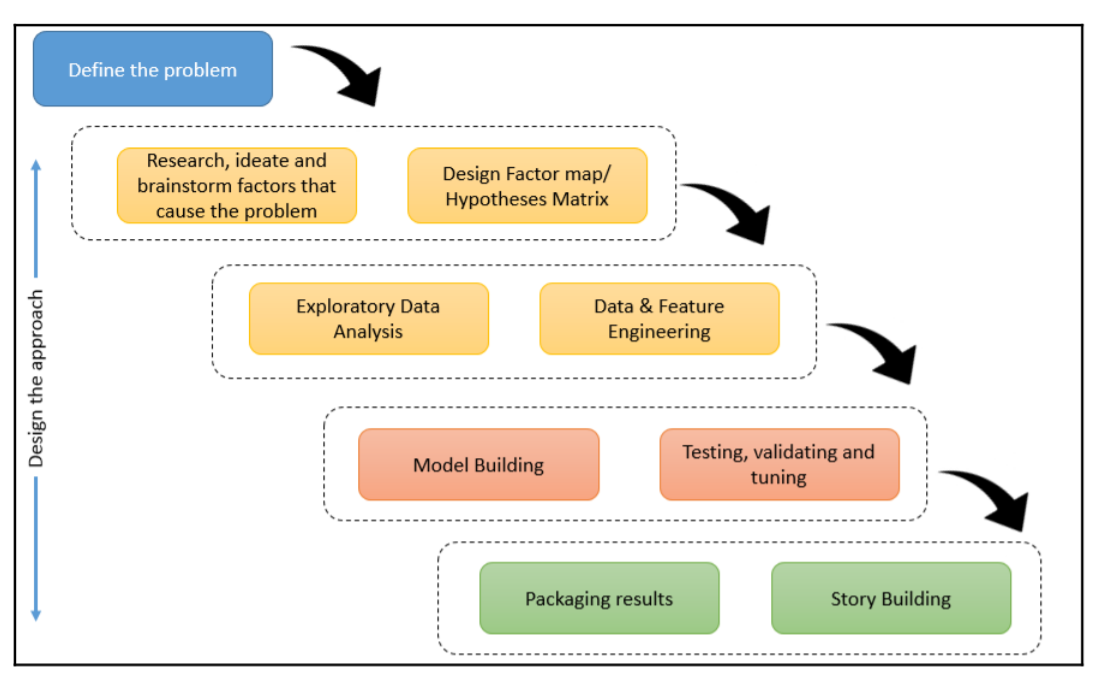 Define the problem
Research, ideate and
brainstorm factors that
cause the problem
Design Factor map/
Hypotheses Matrix
Exploratory Data
Analysis
Data & Feature
Engineering
Design the approach
Model Building
Testing, validating and
tuning
Packaging results
Story Building